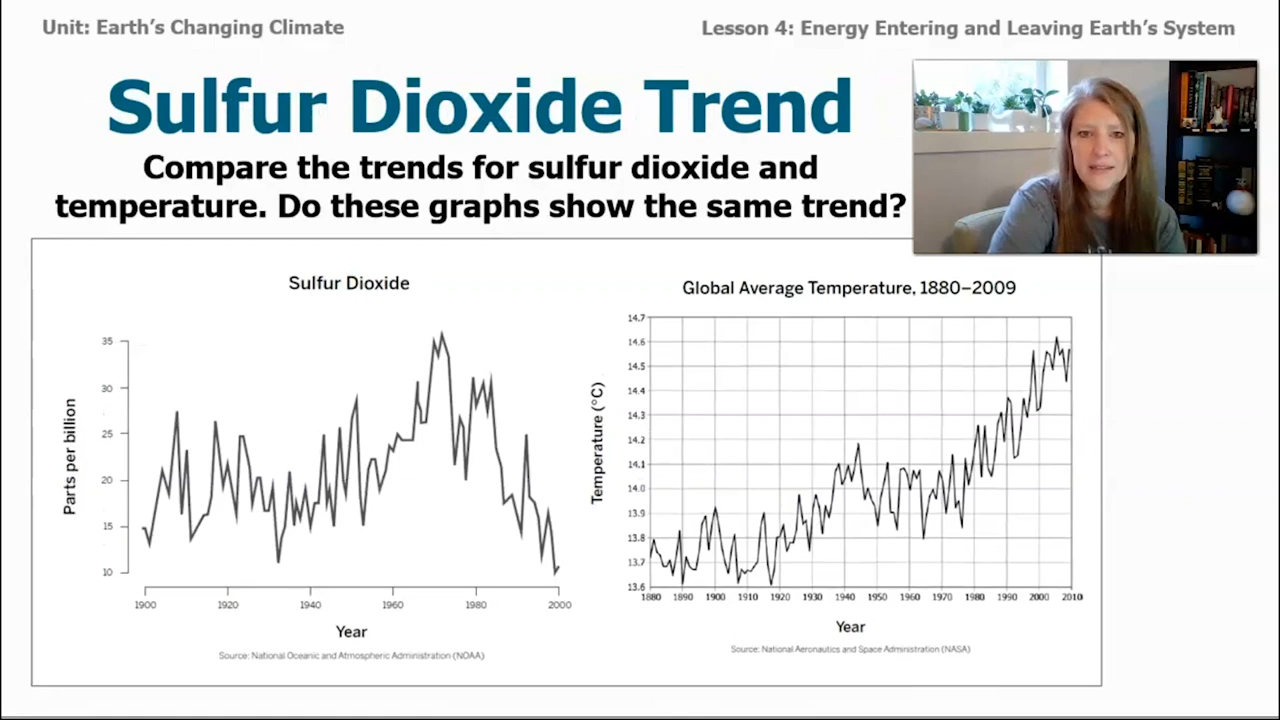 Unit: Earth's Changing Climate
Lesson 4: Energy Entering and Leaving Earth's System
Sulfur Dioxide Trend
Compare the trends for sulfur dioxide and
temperature. Do these graphs show the same trend?
Sulfur Dioxide
Parts per billion
35
30
25
20
15
10
1900
1920
1940
1960
1980
2000
Year
Source: National Oceanic and Atmospheric Administration (NOAA)
Global Average Temperature, 1880–2009
Temperature (°C)
14.7
14.6
14.5
14.4
14.3
14.2
14.1
14.0
13.9
13.8
13.7
13.6
1880
1890
1900
1910
1920
1930
1940
1950
1960
1970
1980
1990
2000
2010
Year
Source: National Aeronautics and Space Administration (NASA)